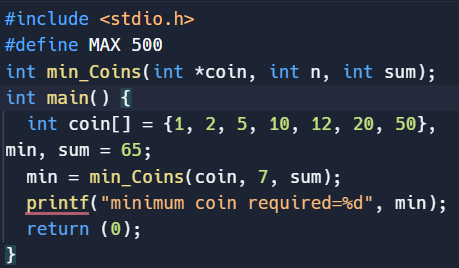 #include <stdio.h>
#define MAX 500
int min_Coins(int *coin, int n, int sum);
int main() {
int coin[] = {1, 2, 5, 10, 12, 20, 50},
min, sum = 65;
min = min_Coins(coin, 7, sum);
printf("minimum coin required=%d", min);
return (0);
}